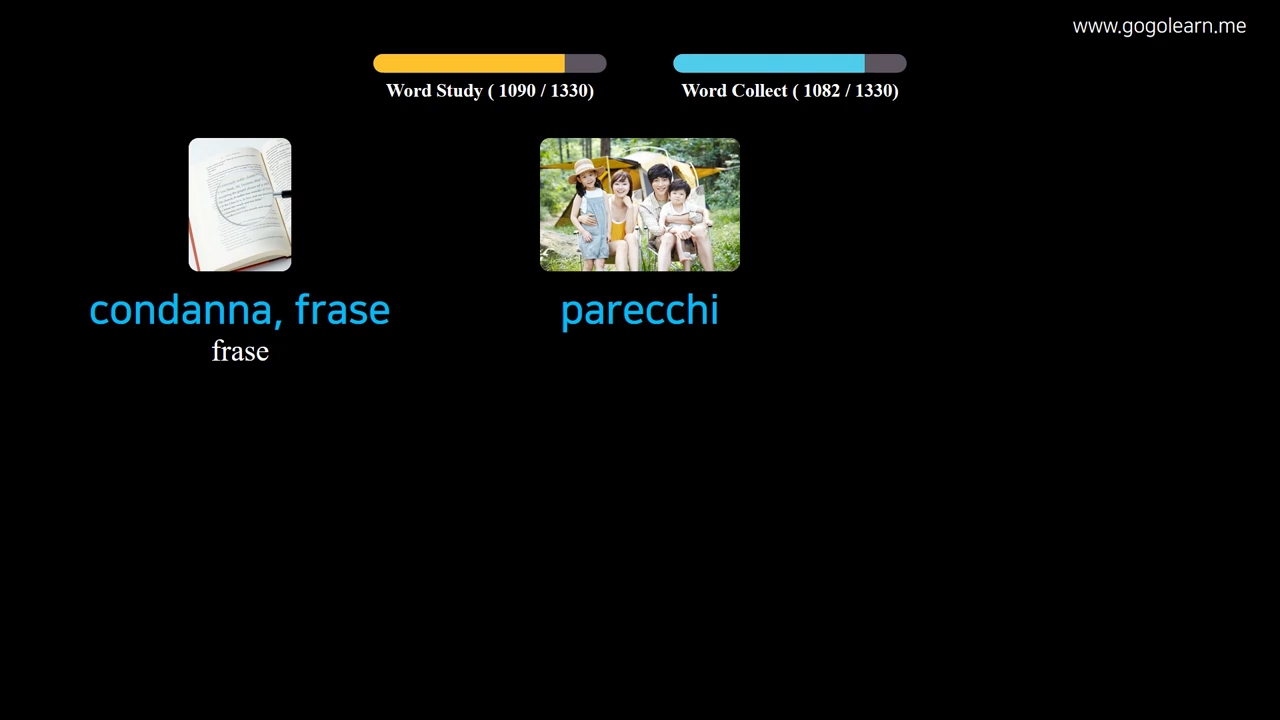 www.gogolearn.me
Word Study ( 1090 / 1330)
Word Collect ( 1082 / 1330)
condanna, frase
frase
parecchi